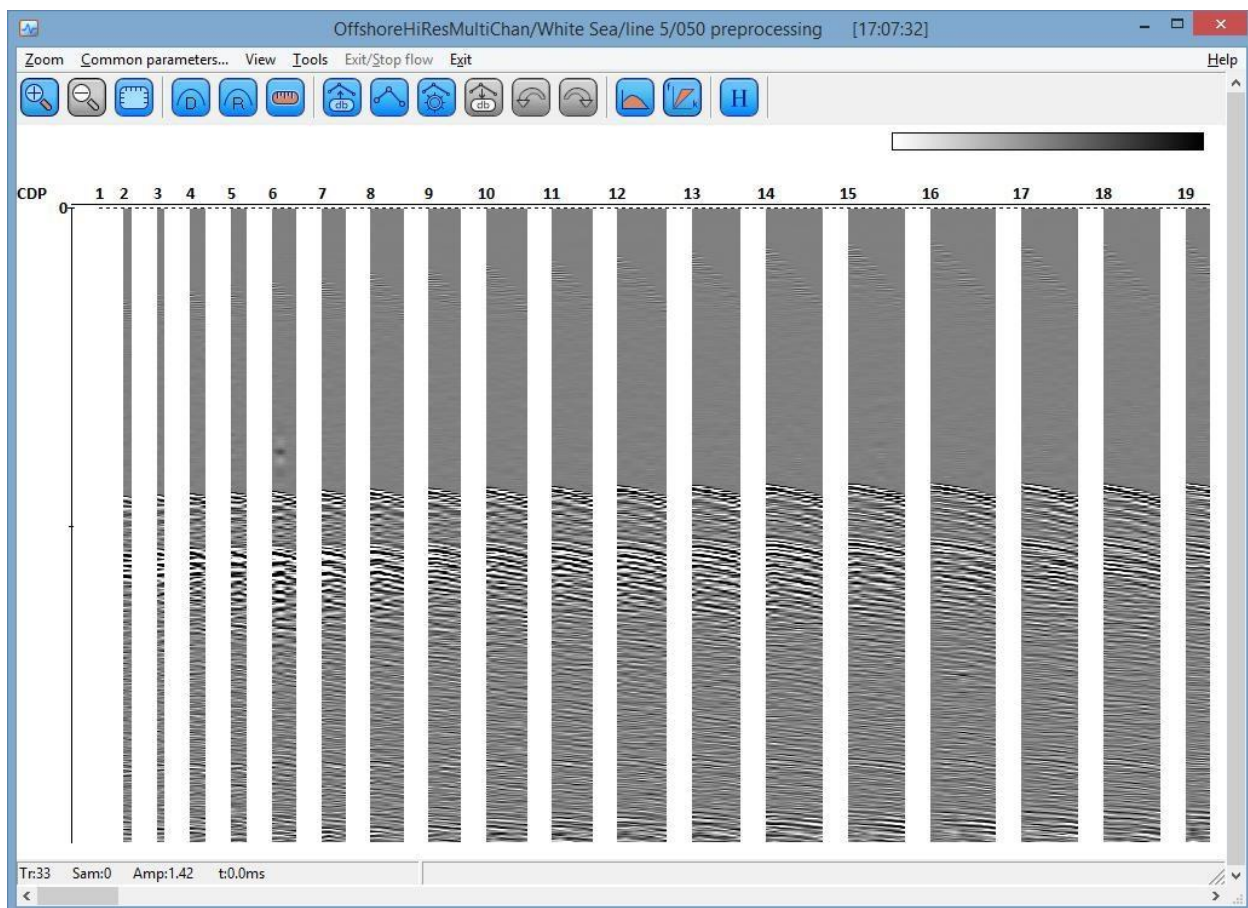 OffshoreHiResMultiChan/White Sea/line 5/050 preprocessing [17:07:32]
Zoom Common parameters... View Tools Exit/Stop flow Exit Help
D R db db f k H
CDP 1 2 3 4 5 6 7 8 9 10 11 12 13 14 15 16 17 18 19
0
Tr:33 Sam:0 Amp:1.42 t:0.0ms